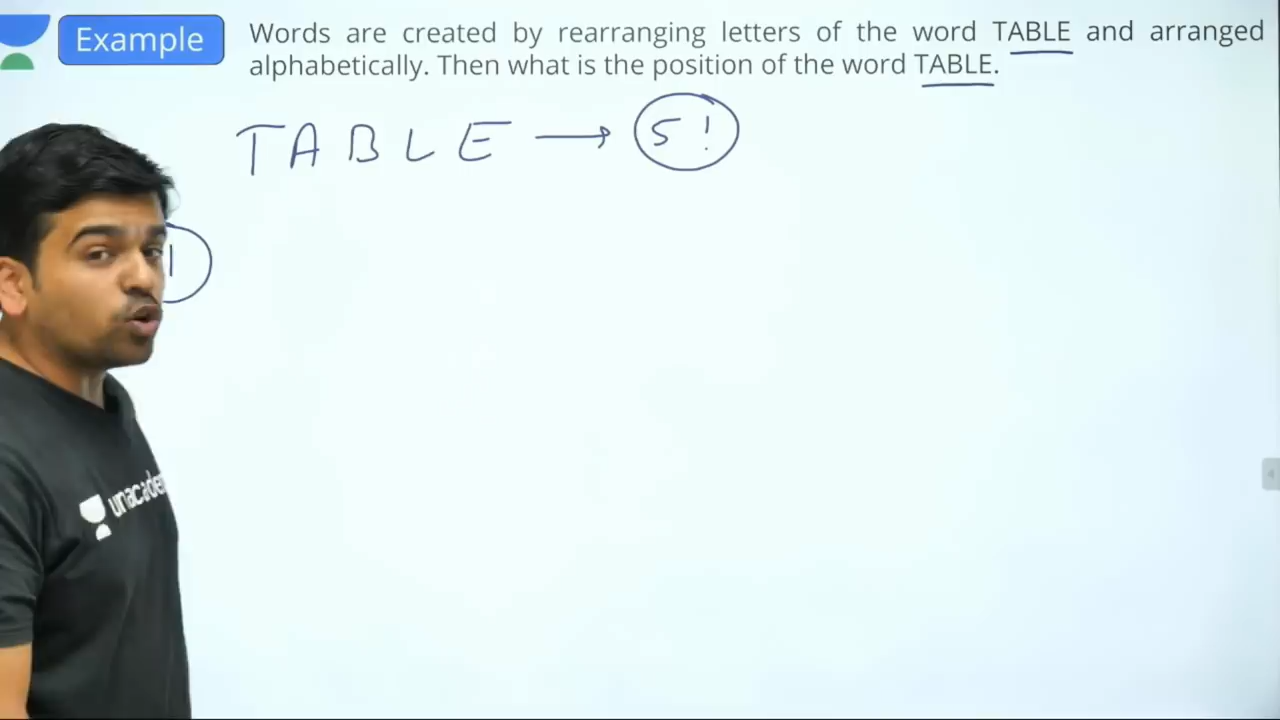 Example
Words are created by rearranging letters of the word TABLE and arranged
alphabetically. Then what is the position of the word TABLE.
TABLE → 5!